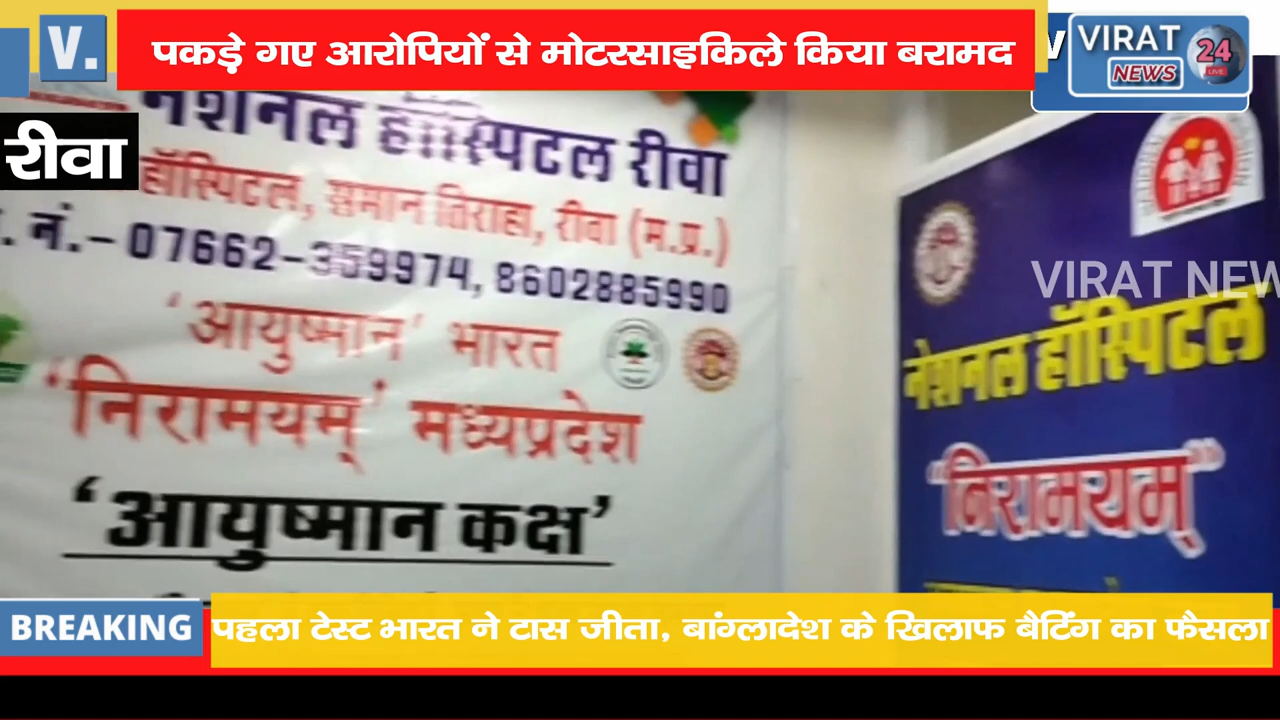 V.
पकड़े गए आरोपियों से मोटरसाइकिले किया बरामद
VIRAT
NEWS
24
LIVE
रीवा
नेशनल हॉस्पिटल रीवा
हॉस्पिटल, समान तिराहा, रीवा (म.प्र.)
. नं.- 07662-359974, 8602885990
'आयुष्मान' भारत
'निरामयम्' मध्यप्रदेश
'आयुष्मान कक्ष'
VIRAT NEW
नेशनल हॉस्पिटल
"निरामयम्"
BREAKING
पहला टेस्ट भारत ने टास जीता, बांग्लादेश के खिलाफ बैटिंग का फैसला